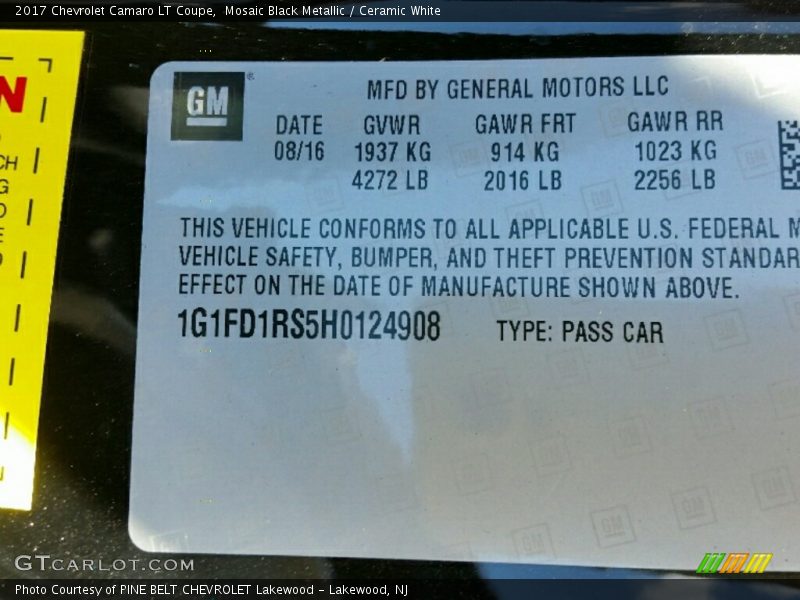 2017 Chevrolet Camaro LT Coupe,  Mosaic Black Metallic / Ceramic White
N
CH
G
D
E
GM
®
MFD BY GENERAL MOTORS LLC
DATE GVWR GAWR FRT GAWR RR
08/16 1937 KG 914 KG 1023 KG
4272 LB 2016 LB 2256 LB
THIS VEHICLE CONFORMS TO ALL APPLICABLE U.S. FEDERAL M
VEHICLE SAFETY, BUMPER, AND THEFT PREVENTION STANDAR
EFFECT ON THE DATE OF MANUFACTURE SHOWN ABOVE.
1G1FD1RS5H0124908 TYPE: PASS CAR
GTCARLOT.COM
Photo Courtesy of PINE BELT CHEVROLET Lakewood - Lakewood, NJ